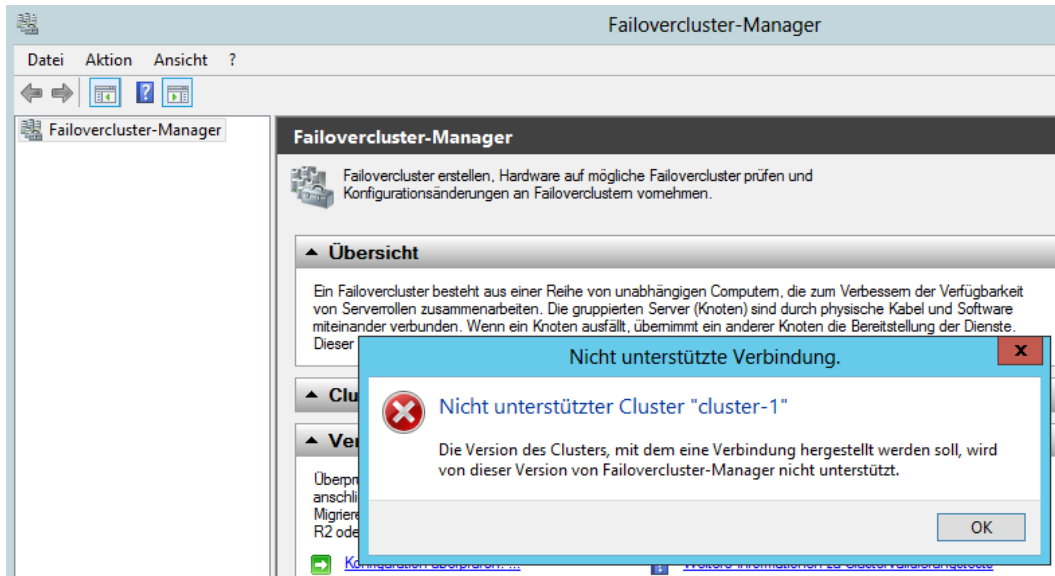 Failovercluster-Manager
Datei Aktion Ansicht ?
Failovercluster-Manager
Failovercluster-Manager
Failovercluster erstellen, Hardware auf mögliche Failovercluster prüfen und
Konfigurationsänderungen an Failoverclustern vornehmen.
Übersicht
Ein Failovercluster besteht aus einer Reihe von unabhängigen Computern, die zum Verbessern der Verfügbarkeit
von Serverrollen zusammenarbeiten. Die gruppierten Server (Knoten) sind durch physische Kabel und Software
miteinander verbunden. Wenn ein Knoten ausfällt, übernimmt ein anderer Knoten die Bereitstellung der Dienste.
Dieser
Nicht unterstützte Verbindung.
x
Clu
Nicht unterstützter Cluster "cluster-1"
Ver
Die Version des Clusters, mit dem eine Verbindung hergestellt werden soll, wird
von dieser Version von Failovercluster-Manager nicht unterstützt.
Überprü
anschli
Migriere
R2 ode
OK